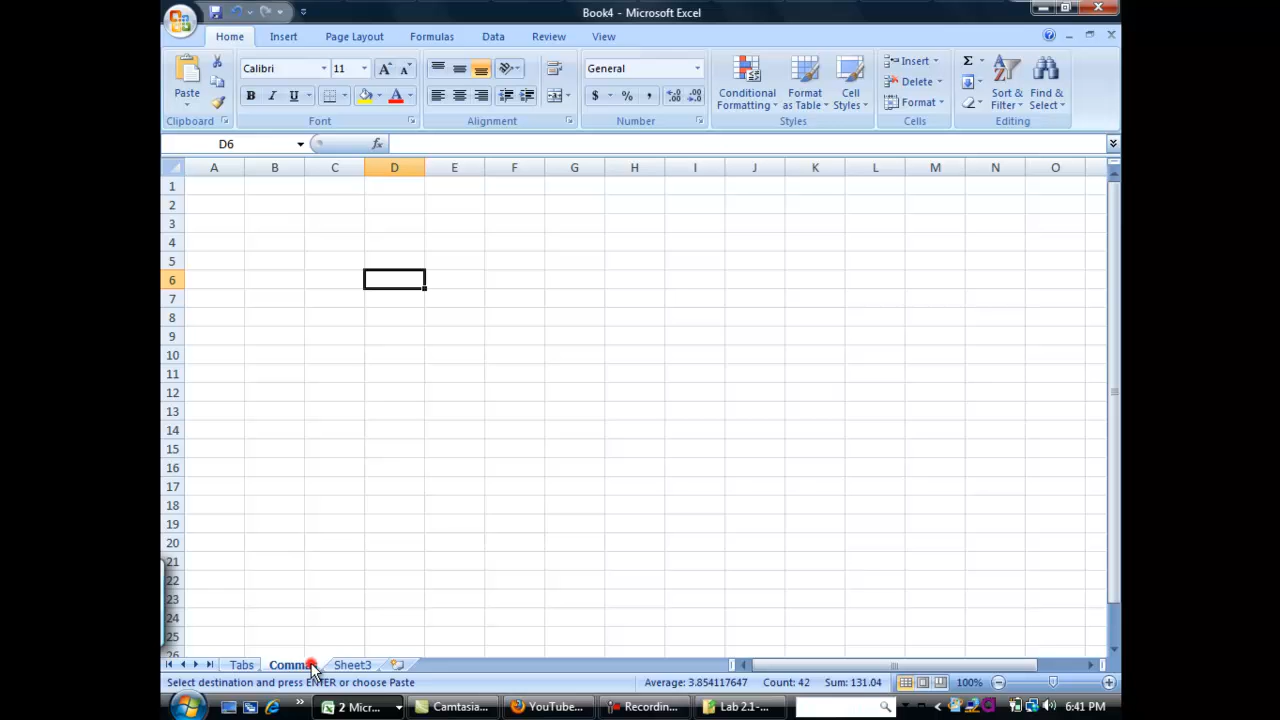 Book4 - Microsoft Excel
Home Insert Page Layout Formulas Data Review View
Calibri 11 General Insert Σ
Paste B I U $ % , Conditional Formatting Format as Table Cell Styles Delete Format Sort & Filter Find & Select
Clipboard Font Alignment Number Styles Cells Editing
D6 fx
A B C D E F G H I J K L M N O
1
2
3
4
5
6
7
8
9
10
11
12
13
14
15
16
17
18
19
20
21
22
23
24
25
26
Tabs Sheet3
Select destination and press ENTER or choose Paste Average: 3.854117647 Count: 42 Sum: 131.04 100%
2 Micr... Camtasia... YouTube... Recordin... Lab 2.1-... 6:41 PM